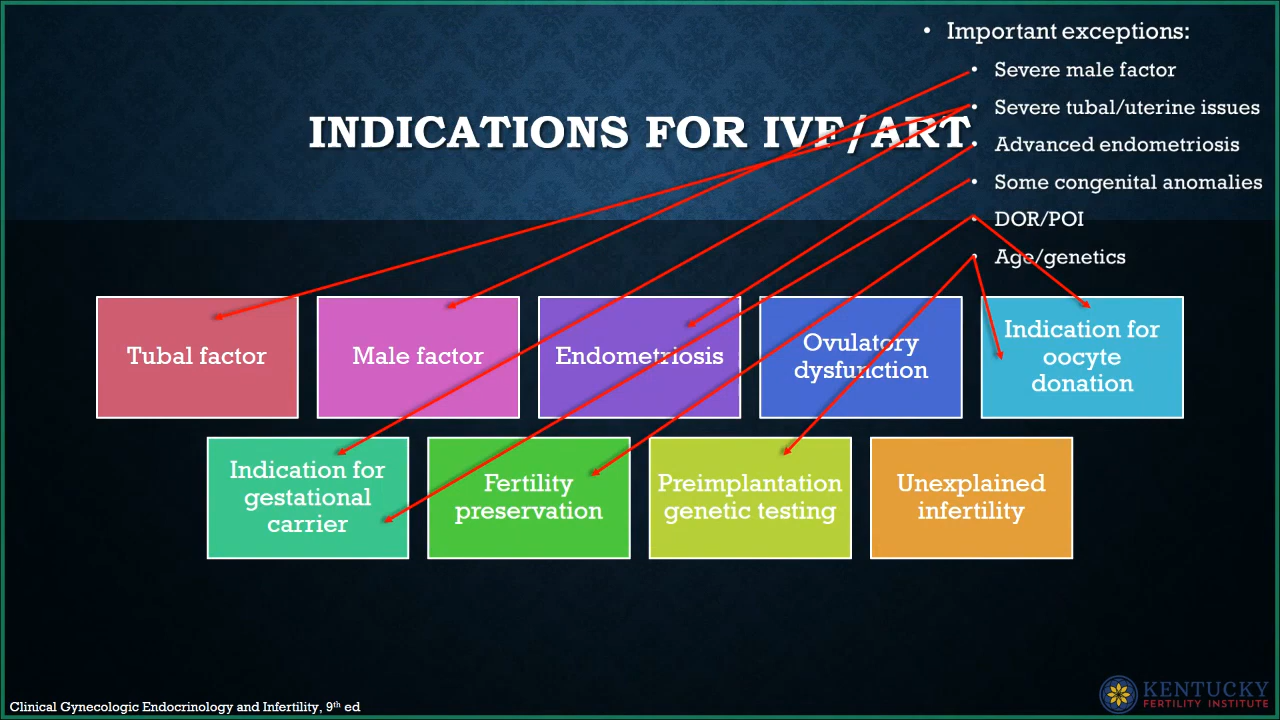 • Important exceptions:
• Severe male factor
• Severe tubal/uterine issues
• Advanced endometriosis
• Some congenital anomalies
• DOR/POI
• Age/genetics
INDICATIONS FOR IVF/ART
Tubal factor
Male factor
Endometriosis
Ovulatory
dysfunction
Indication for
oocyte
donation
Indication for
gestational
carrier
Fertility
preservation
Preimplantation
genetic testing
Unexplained
infertility
Clinical Gynecologic Endocrinology and Infertility, 9th ed
KENTUCKY
FERTILITY INSTITUTE